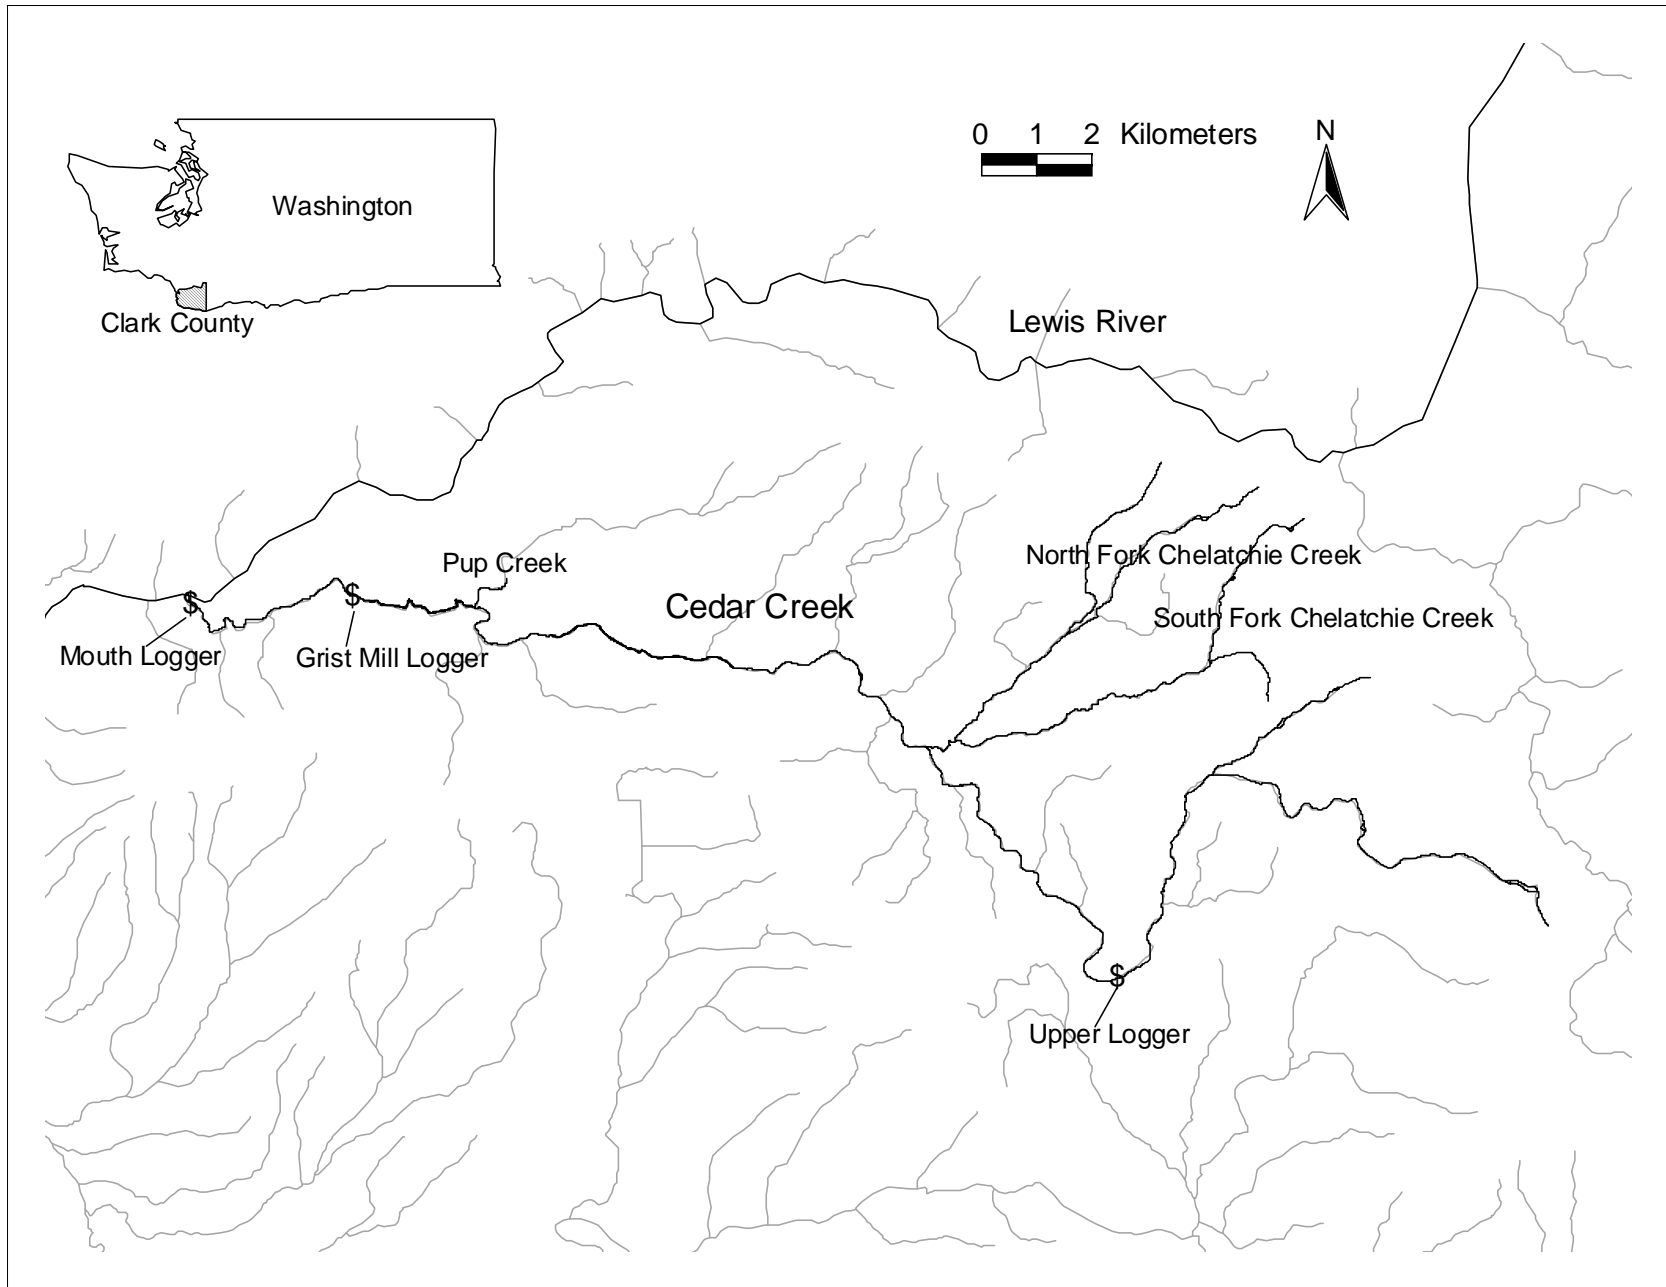 0 1 2 Kilometers
N
Washington
Clark County
Lewis River
North Fork Chelatchie Creek
Pup Creek
Cedar Creek
South Fork Chelatchie Creek
$
$
Mouth Logger
Grist Mill Logger
$
Upper Logger